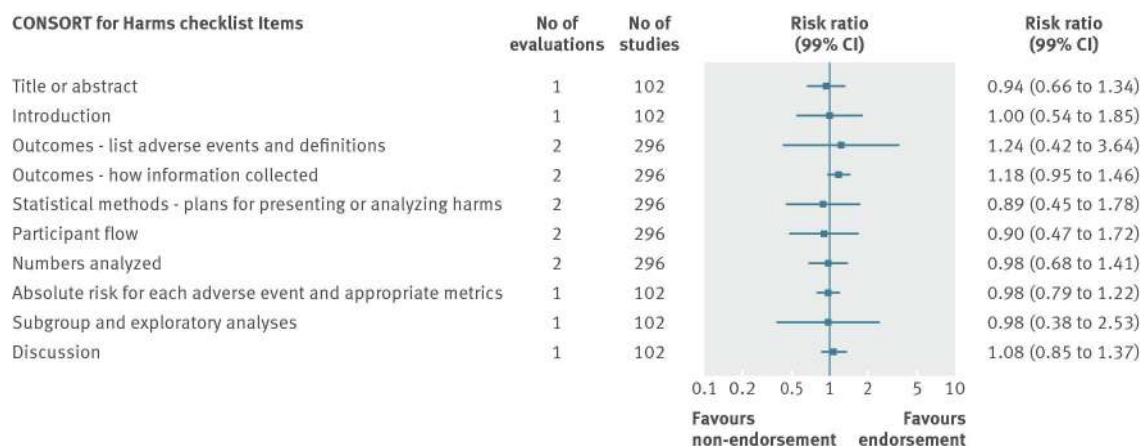 CONSORT for Harms checklist Items No of evaluations No of studies Risk ratio (99% CI) Risk ratio (99% CI)
Title or abstract 1 102 0.94 (0.66 to 1.34)
Introduction 1 102 1.00 (0.54 to 1.85)
Outcomes - list adverse events and definitions 2 296 1.24 (0.42 to 3.64)
Outcomes - how information collected 2 296 1.18 (0.95 to 1.46)
Statistical methods - plans for presenting or analyzing harms 2 296 0.89 (0.45 to 1.78)
Participant flow 2 296 0.90 (0.47 to 1.72)
Numbers analyzed 2 296 0.98 (0.68 to 1.41)
Absolute risk for each adverse event and appropriate metrics 1 102 0.98 (0.79 to 1.22)
Subgroup and exploratory analyses 1 102 0.98 (0.38 to 2.53)
Discussion 1 102 1.08 (0.85 to 1.37)
0.1 0.2 0.5 1 2 5 10
Favours non-endorsement Favours endorsement